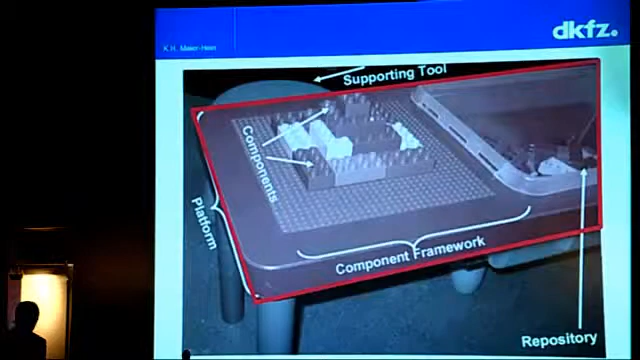 dkfz.
K.H. Maier-Hein
Supporting Tool
Components
Platform
Component Framework
Repository